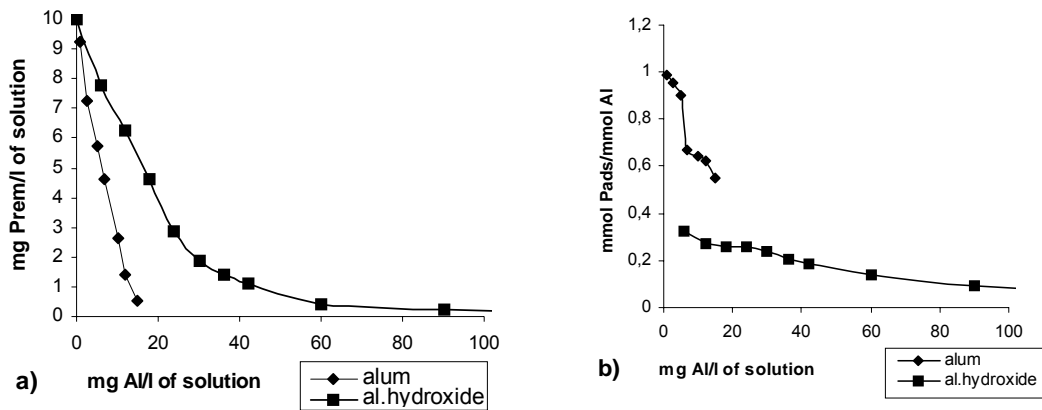 mg Prem/l of solution
10
9
8
7
6
5
4
3
2
1
0
0 20 40 60 80 100
a) mg Al/l of solution
alum
al.hydroxide
mmol Pads/mmol Al
1,2
1
0,8
0,6
0,4
0,2
0
0 20 40 60 80 100
b) mg Al/l of solution
alum
al.hydroxide